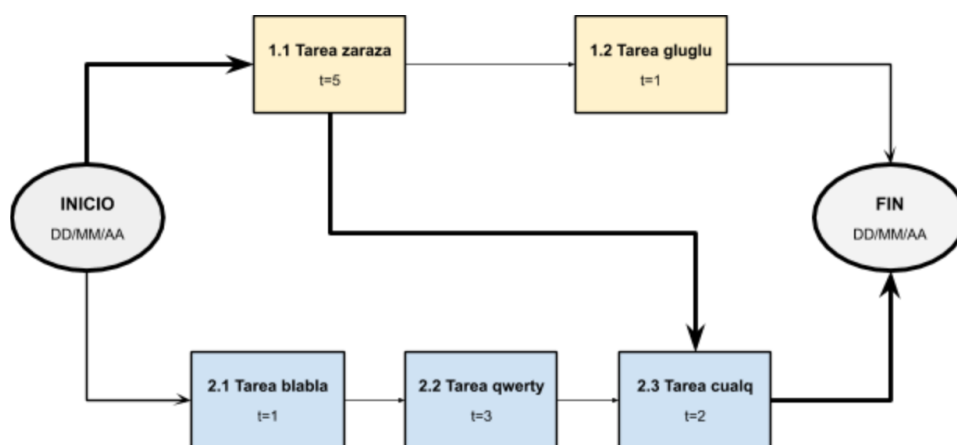 1.1 Tarea zaraza
t=5
1.2 Tarea gluglu
t=1
INICIO
DD/MM/AA
FIN
DD/MM/AA
2.1 Tarea blabla
t=1
2.2 Tarea qwerty
t=3
2.3 Tarea cualq
t=2